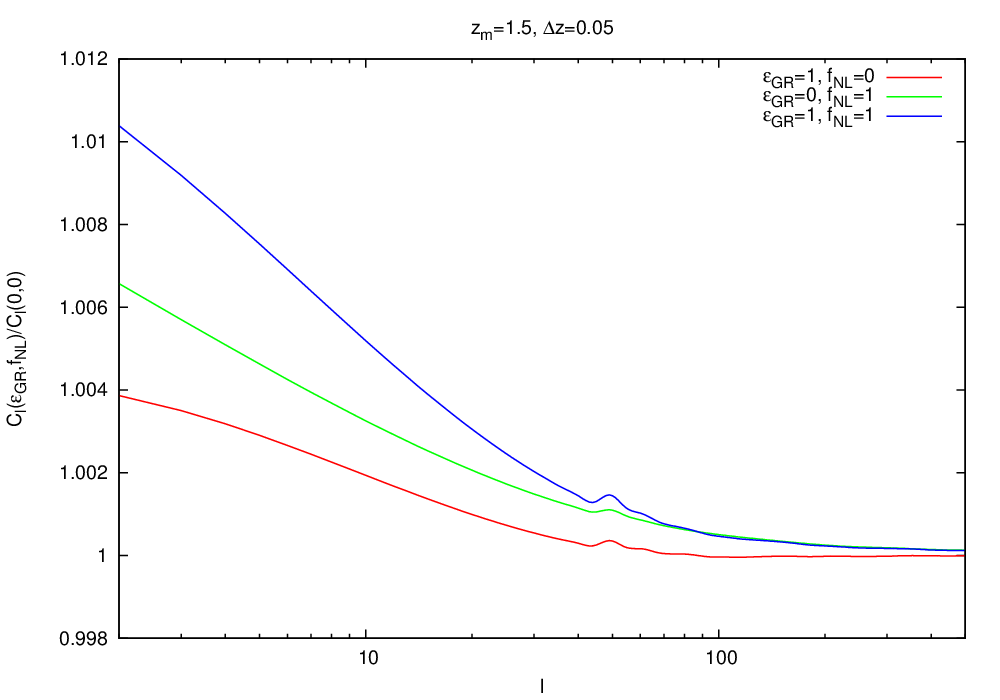 z_m=1.5, Δz=0.05
ε_GR=1, f_NL=0
ε_GR=0, f_NL=1
ε_GR=1, f_NL=1
1.012
1.01
1.008
1.006
1.004
1.002
1
0.998
C_l(ε_GR,f_NL)/C_l(0,0)
10
100
l